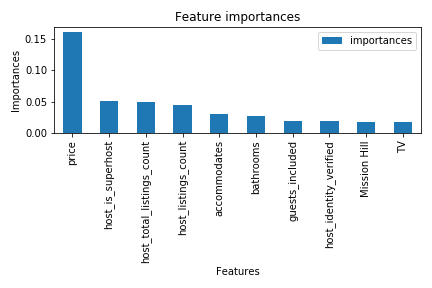 Feature importances
importances
Importances
0.15
0.10
0.05
0.00
price
host_is_superhost
host_total_listings_count
host_listings_count
accommodates
bathrooms
guests_included
host_identity_verified
Mission Hill
TV
Features